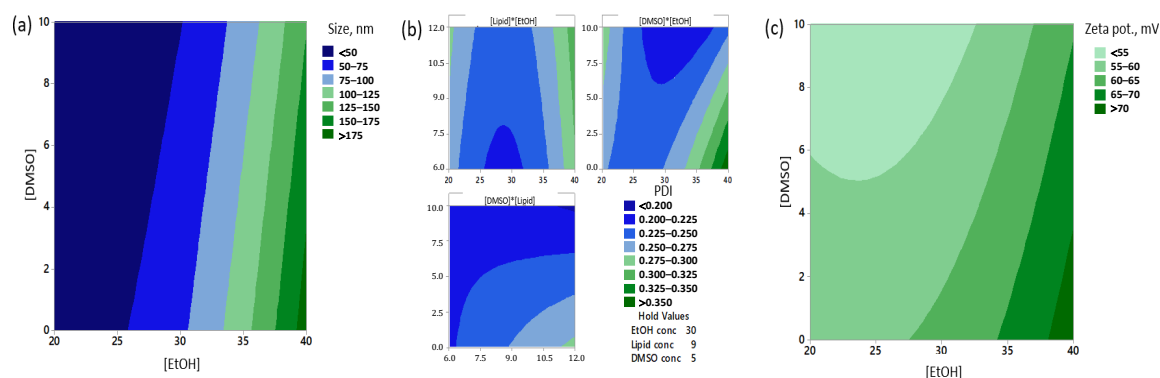 (a)
Size, nm
<50
50–75
75–100
100–125
125–150
150–175
>175
[DMSO]
10
8
6
4
2
0
20 25 30 35 40
[EtOH]
(b)
[Lipid]*[EtOH]
12.0
10.5
9.0
7.5
6.0
20 25 30 35 40
[DMSO]*[EtOH]
10.0
7.5
5.0
2.5
0.0
20 25 30 35 40
[DMSO]*[Lipid]
10.0
7.5
5.0
2.5
0.0
6.0 7.5 9.0 10.5 12.0
PDI
<0.200
0.200–0.225
0.225–0.250
0.250–0.275
0.275–0.300
0.300–0.325
0.325–0.350
>0.350
Hold Values
EtOH conc 30
Lipid conc 9
DMSO conc 5
(c)
Zeta pot., mV
<55
55–60
60–65
65–70
>70
[DMSO]
10
8
6
4
2
0
20 25 30 35 40
[EtOH]